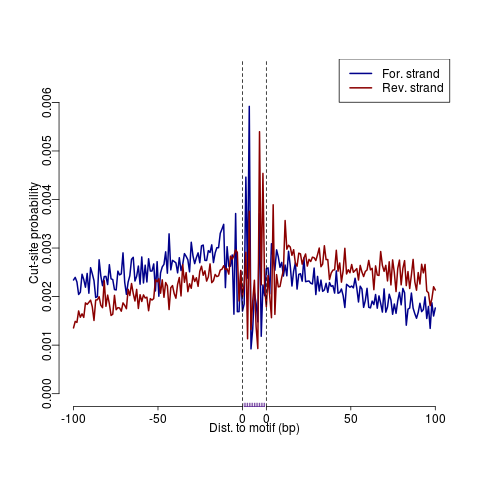 For. strand
Rev. strand
Cut-site probability
0.006
0.005
0.004
0.003
0.002
0.001
0.000
-100 -50 0 0 50 100
Dist. to motif (bp)